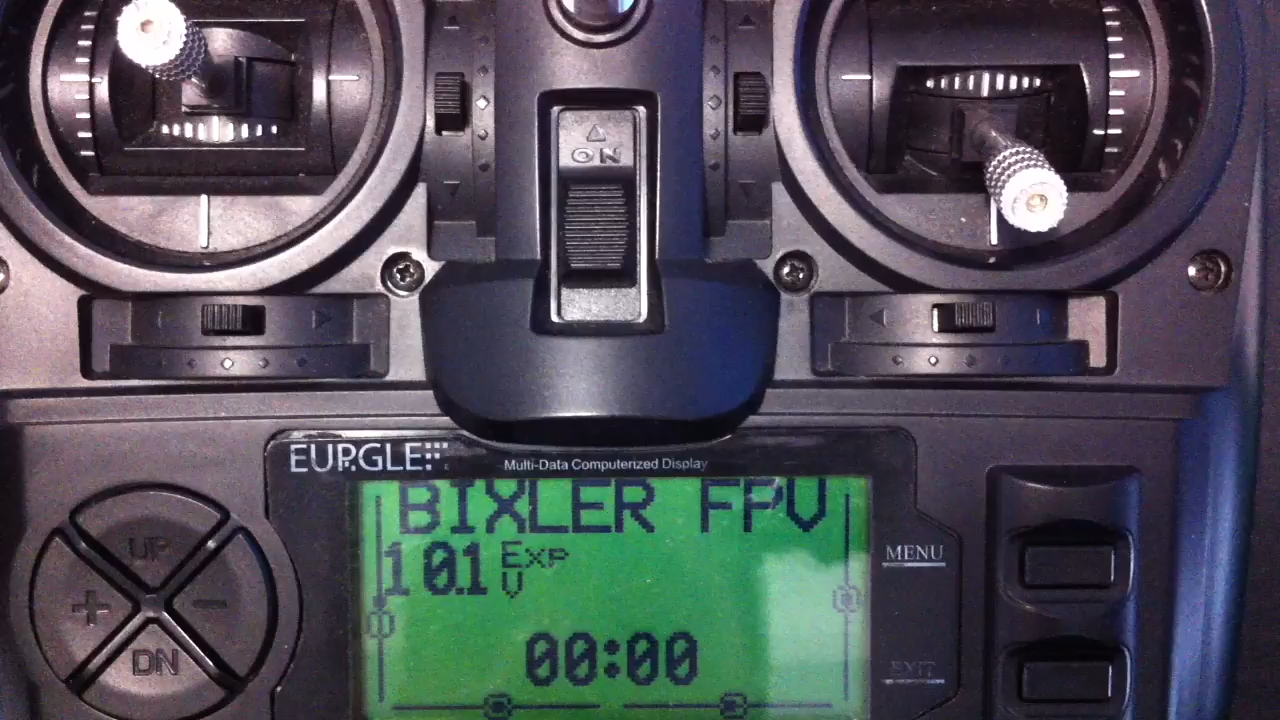 ON
EURGLE
Multi-Data Computerized Display
BIXLER FPV
10.1 Exp
V
MENU
UP
+ -
00:00
DN
EXIT